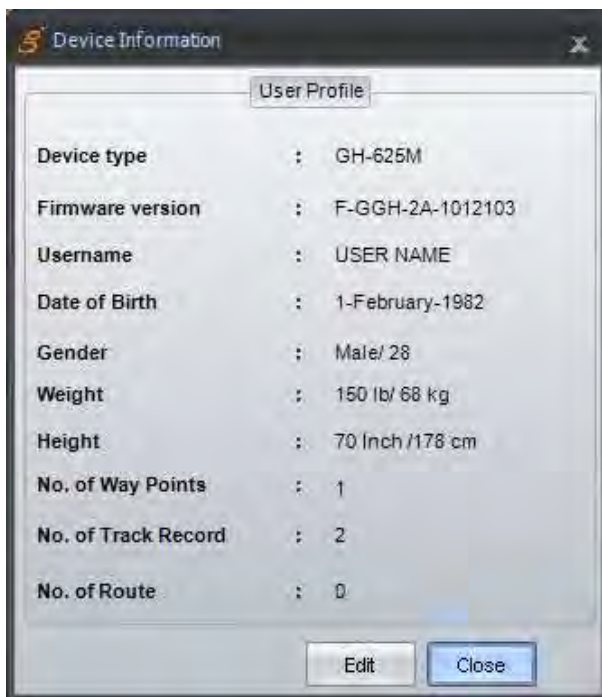 Device Information
User Profile
Device type : GH-625M
Firmware version : F-GGH-2A-1012103
Username : USER NAME
Date of Birth : 1-February-1982
Gender : Male/ 28
Weight : 150 lb/ 68 kg
Height : 70 Inch /178 cm
No. of Way Points : 1
No. of Track Record : 2
No. of Route : 0
Edit Close